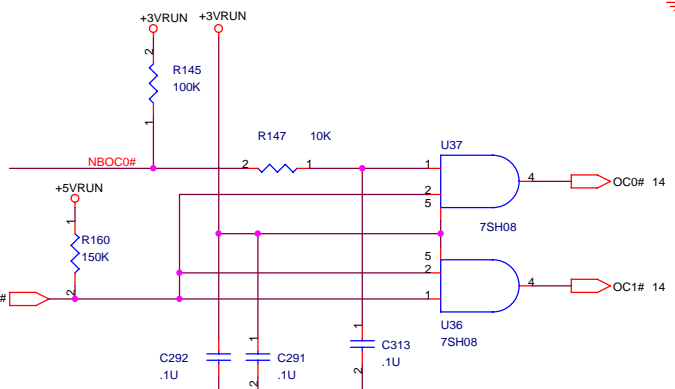 +3VRUN +3VRUN
2
R145
100K
1
R147 10K
U37
NBOC0#
2 1 1
4 OC0# 14
+5VRUN
2
5
1
7SH08
R160
150K
5
2
4 OC1# 14
# 2 1
U36
7SH08
1 1 1
C292 C291 C313
.1U .1U .1U
2 2 2